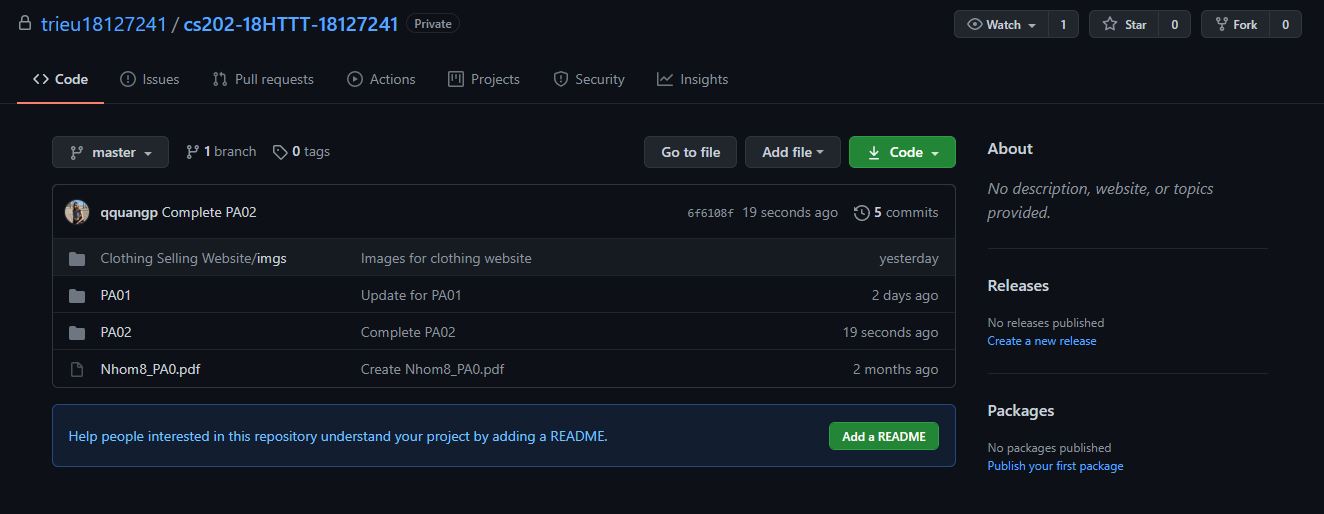 trieu18127241 / cs202-18HTTT-18127241 Private
Watch 1 Star 0 Fork 0
Code Issues Pull requests Actions Projects Security Insights
master 1 branch 0 tags Go to file Add file Code
qquangp Complete PA02 6f6108f 19 seconds ago 5 commits
Clothing Selling Website/imgs Images for clothing website yesterday
PA01 Update for PA01 2 days ago
PA02 Complete PA02 19 seconds ago
Nhom8_PA0.pdf Create Nhom8_PA0.pdf 2 months ago
Help people interested in this repository understand your project by adding a README. Add a README
About
No description, website, or topics
provided.
Releases
No releases published
Create a new release
Packages
No packages published
Publish your first package